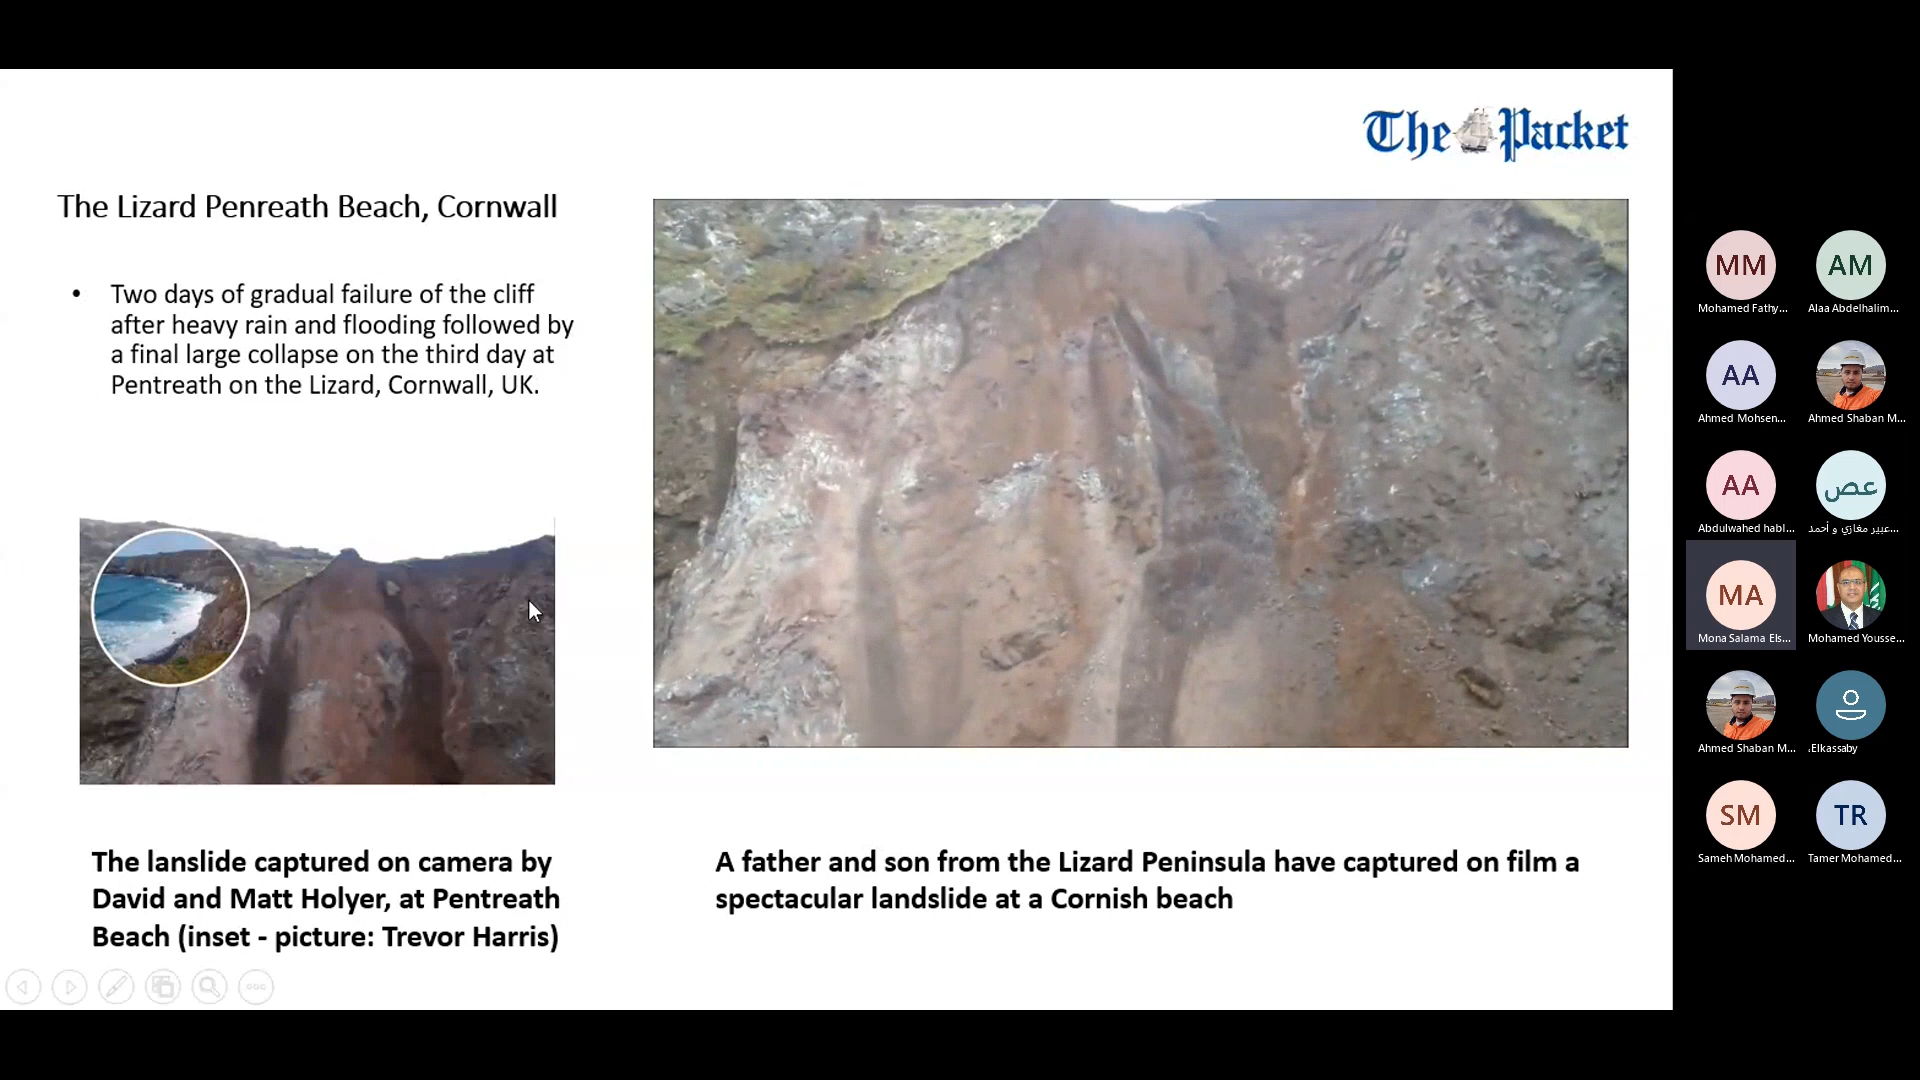 The Packet
The Lizard Penreath Beach, Cornwall
• Two days of gradual failure of the cliff
after heavy rain and flooding followed by
a final large collapse on the third day at
Pentreath on the Lizard, Cornwall, UK.
The lanslide captured on camera by
David and Matt Holyer, at Pentreath
Beach (inset - picture: Trevor Harris)
A father and son from the Lizard Peninsula have captured on film a
spectacular landslide at a Cornish beach
MM
Mohamed Fathy...
AM
Alaa Abdelhalim...
AA
Ahmed Mohsen...
Ahmed Shaban M...
AA
Abdulwahed habl...
عص
عبير مغازي و أحمد...
MA
Mona Salama Els...
Mohamed Yousse...
Ahmed Shaban M...
.Elkassaby
SM
Sameh Mohamed...
TR
Tamer Mohamed...